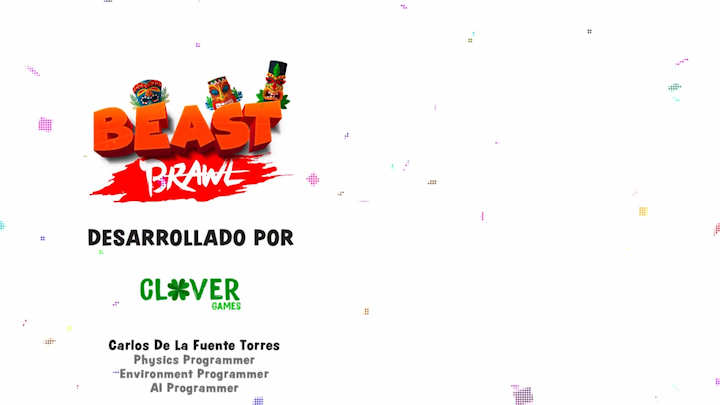 BEAST
BRAWL
DESARROLLADO POR
CLOVER
GAMES
Carlos De La Fuente Torres
Physics Programmer
Environment Programmer
AI Programmer